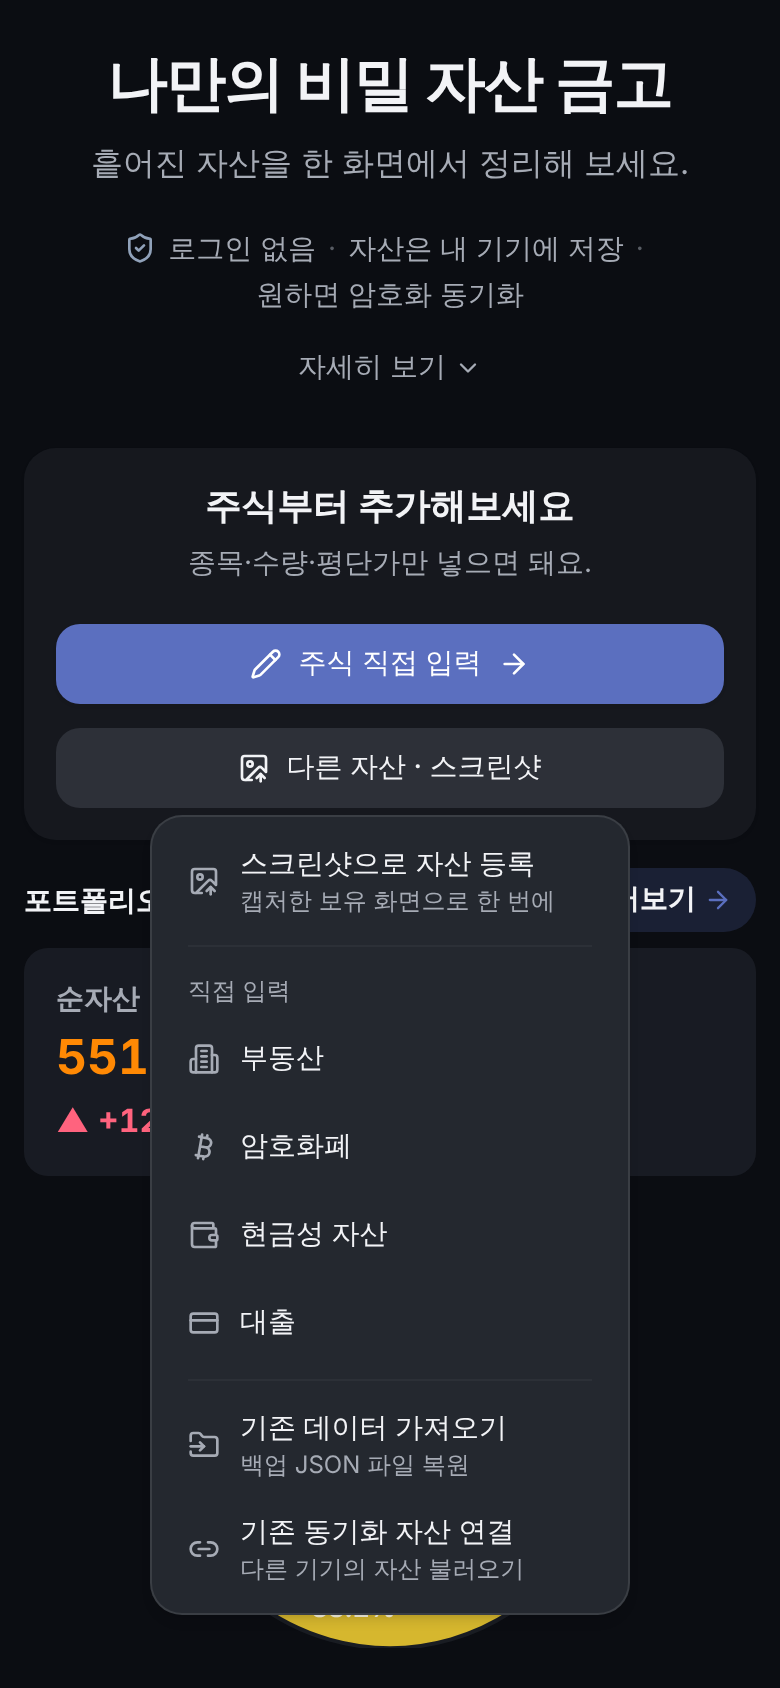 나만의 비밀 자산 금고
흩어진 자산을 한 화면에서 정리해 보세요.
로그인 없음 · 자산은 내 기기에 저장 ·
원하면 암호화 동기화
자세히 보기
주식부터 추가해보세요
종목·수량·평단가만 넣으면 돼요.
주식 직접 입력
다른 자산 · 스크린샷
스크린샷으로 자산 등록
캡처한 보유 화면으로 한 번에
직접 입력
부동산
암호화폐
현금성 자산
대출
기존 데이터 가져오기
백업 JSON 파일 복원
기존 동기화 자산 연결
다른 기기의 자산 불러오기
포트폴리오
순자산
551
▲ +12